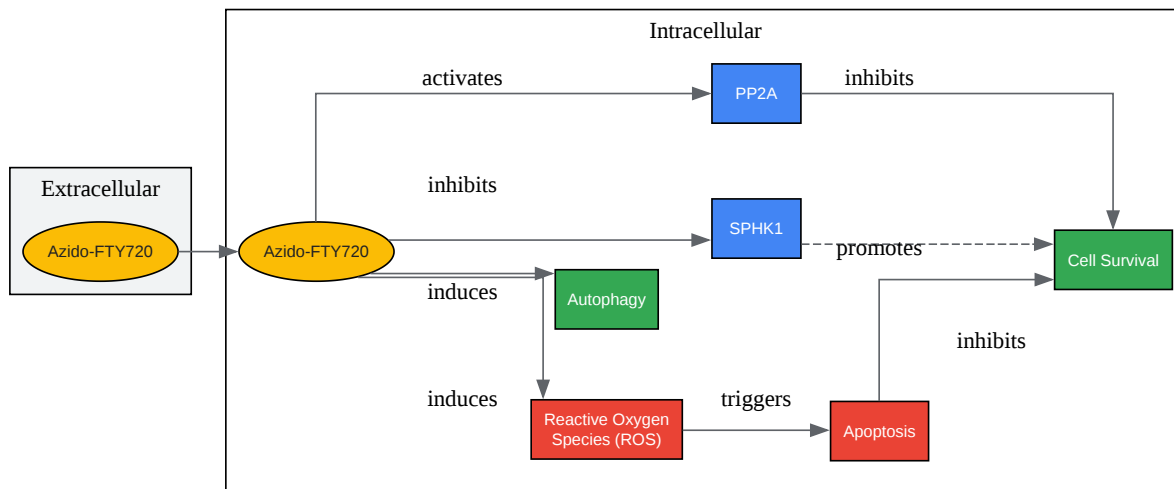 Intracellular
activates
PP2A
inhibits
Extracellular
Azido-FTY720
Azido-FTY720
inhibits
SPHK1
promotes
Cell Survival
induces
Autophagy
inhibits
induces
Reactive Oxygen
Species (ROS)
triggers
Apoptosis